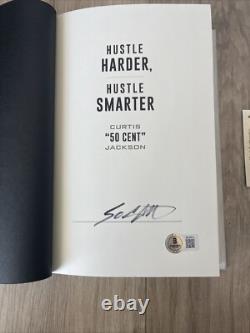 HUSTLE
HARDER,
HUSTLE
SMARTER
CURTIS
"50 CENT"
JACKSON